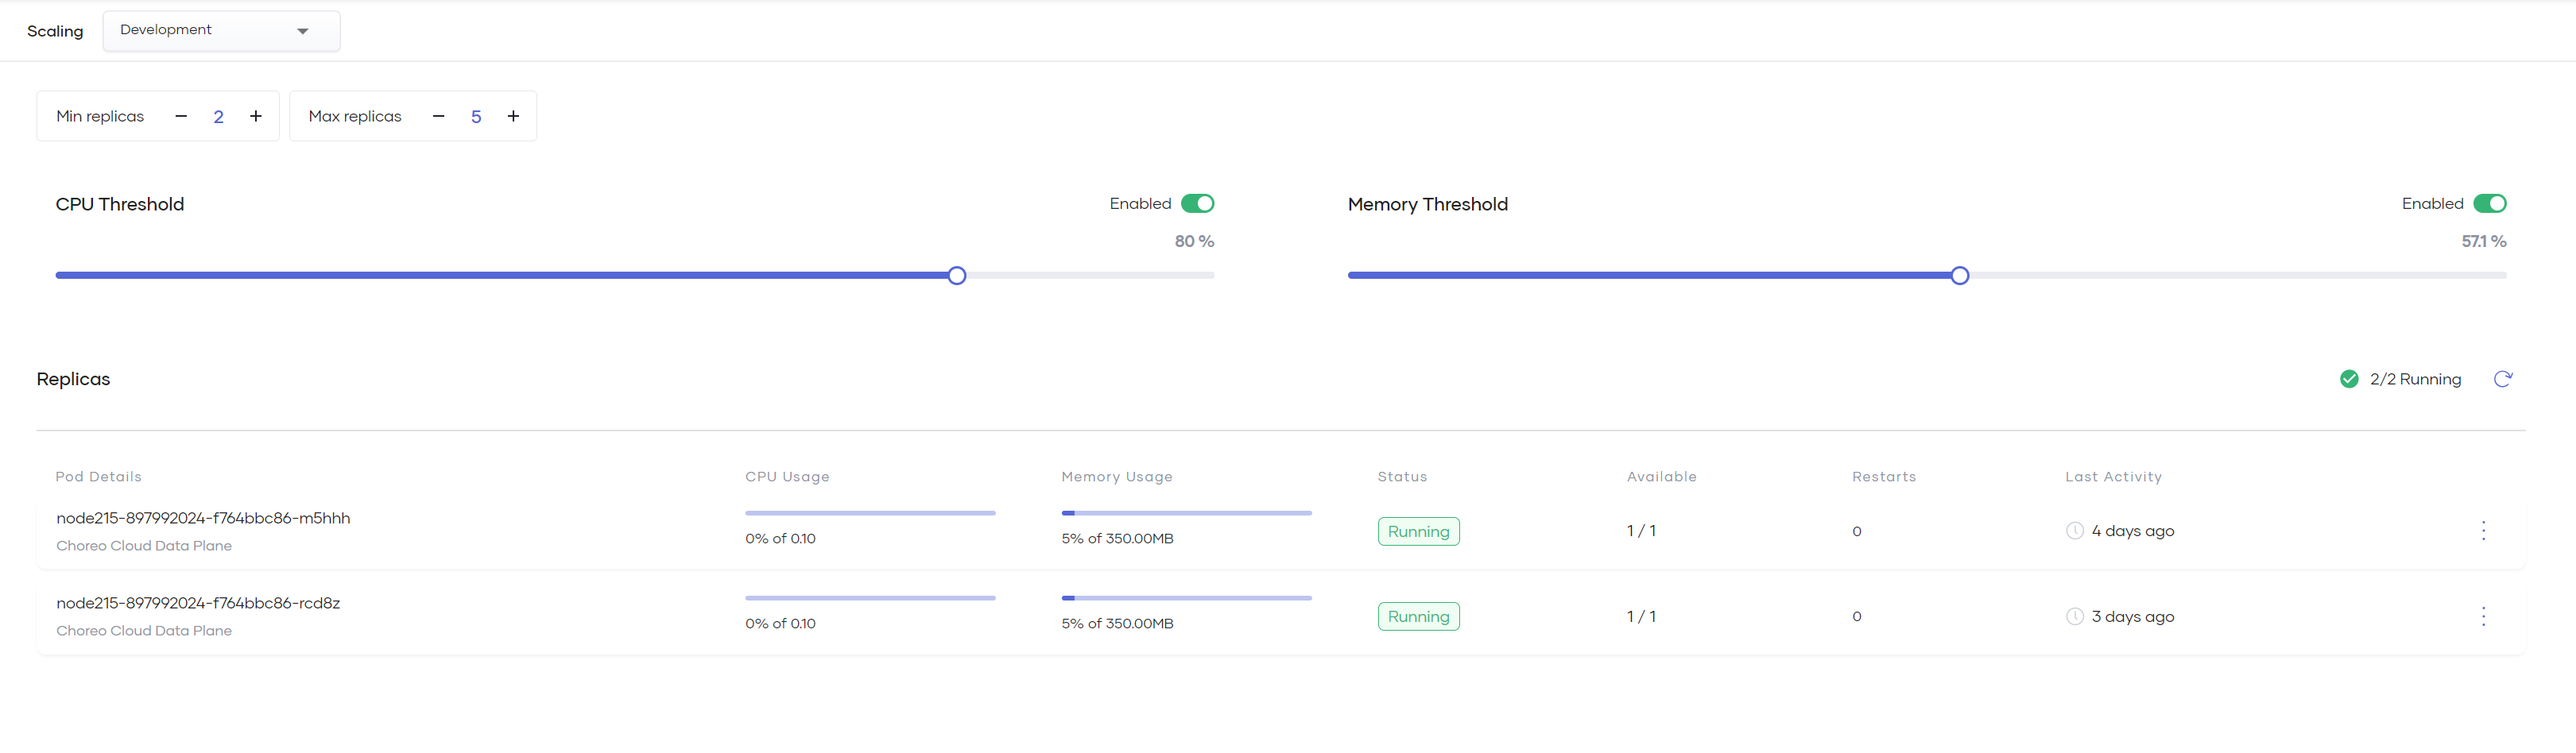 Scaling Development
Min replicas − 2 + Max replicas − 5 +
CPU Threshold Enabled Memory Threshold Enabled
80 % 57.1 %
Replicas 2/2 Running
Pod Details CPU Usage Memory Usage Status Available Restarts Last Activity
node215-897992024-f764bbc86-m5hhh
Choreo Cloud Data Plane 0% of 0.10 5% of 350.00MB Running 1 / 1 0 4 days ago
node215-897992024-f764bbc86-rcd8z
Choreo Cloud Data Plane 0% of 0.10 5% of 350.00MB Running 1 / 1 0 3 days ago